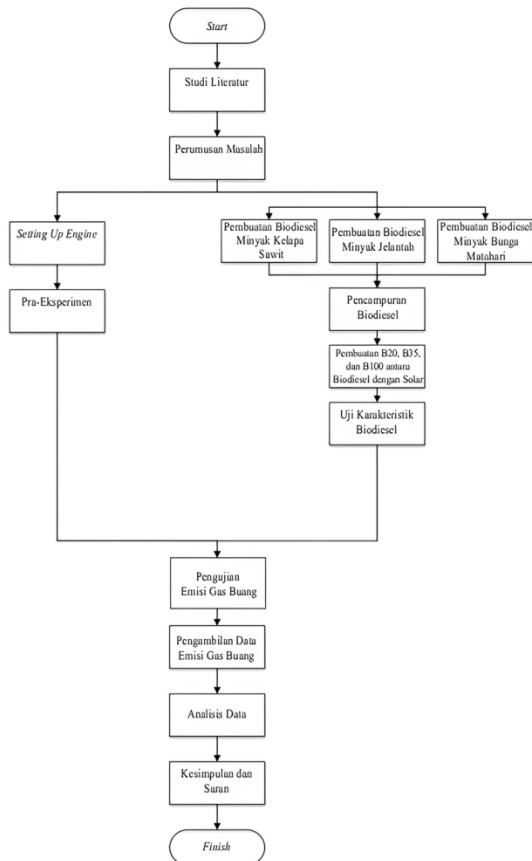 Start
Studi Literatur
Perumusan Masalah
Setting Up Engine
Pra-Eksperimen
Pembuatan Biodiesel
Minyak Kelapa
Sawit
Pembuatan Biodiesel
Minyak Jelantah
Pembuatan Biodiesel
Minyak Bunga
Matahari
Pencampuran
Biodiesel
Pembuatan B20, B35,
dan B100 antara
Biodiesel dengan Solar
Uji Karakteristik
Biodiesel
Pengujian
Emisi Gas Buang
Pengambilan Data
Emisi Gas Buang
Analisis Data
Kesimpulan dan
Saran
Finish